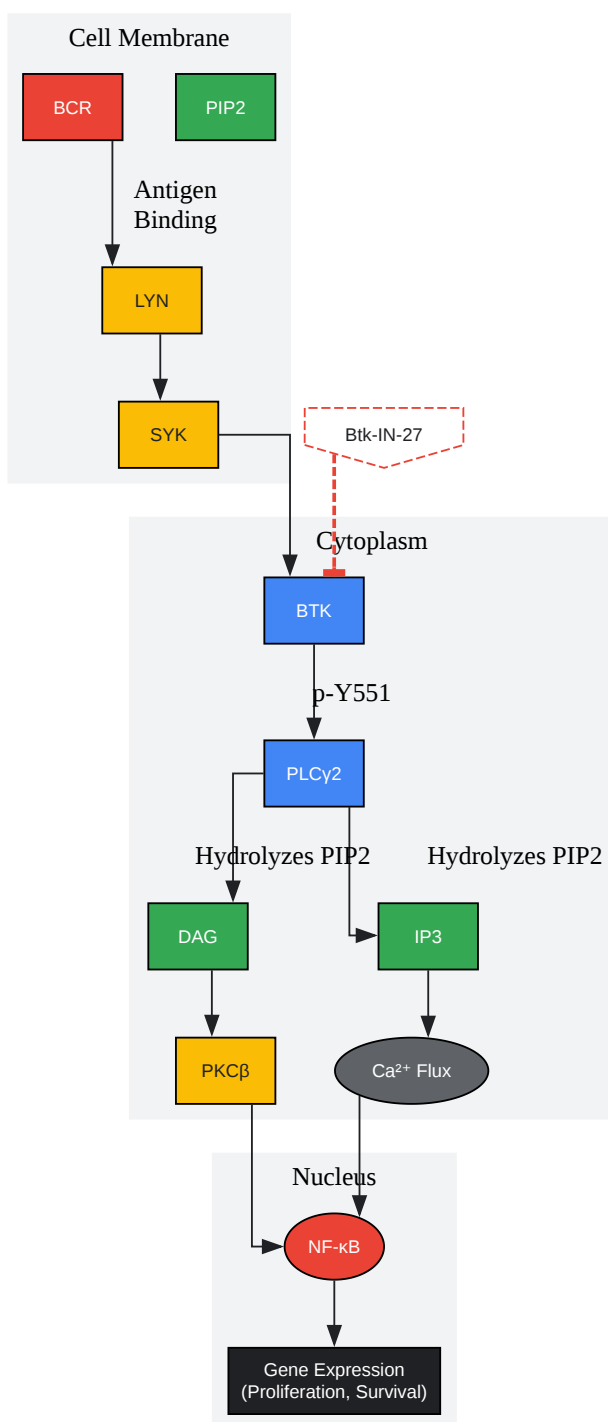 Cell Membrane
BCR
PIP2
Antigen
Binding
LYN
SYK
Btk-IN-27
Cytoplasm
BTK
p-Y551
PLCγ2
Hydrolyzes PIP2
Hydrolyzes PIP2
DAG
IP3
PKCβ
Ca²⁺ Flux
Nucleus
NF-κB
Gene Expression
(Proliferation, Survival)